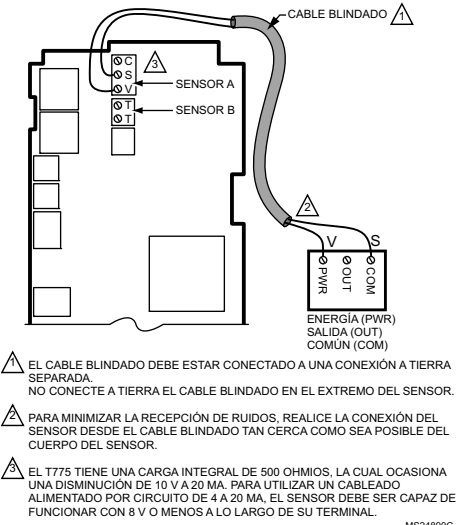 CABLE BLINDADO 1
C
S
V
3
SENSOR A
T
T
SENSOR B
2
V S
PWR
OUT
COM
ENERGÍA (PWR)
SALIDA (OUT)
COMÚN (COM)
1 EL CABLE BLINDADO DEBE ESTAR CONECTADO A UNA CONEXIÓN A TIERRA
SEPARADA.
NO CONECTE A TIERRA EL CABLE BLINDADO EN EL EXTREMO DEL SENSOR.
2 PARA MINIMIZAR LA RECEPCIÓN DE RUIDOS, REALICE LA CONEXIÓN DEL
SENSOR DESDE EL CABLE BLINDADO TAN CERCA COMO SEA POSIBLE DEL
CUERPO DEL SENSOR.
3 EL T775 TIENE UNA CARGA INTEGRAL DE 500 OHMIOS, LA CUAL OCASIONA
UNA DISMINUCIÓN DE 10 V A 20 MA. PARA UTILIZAR UN CABLEADO
ALIMENTADO POR CIRCUITO DE 4 A 20 MA, EL SENSOR DEBE SER CAPAZ DE
FUNCIONAR CON 8 V O MENOS A LO LARGO DE SU TERMINAL.